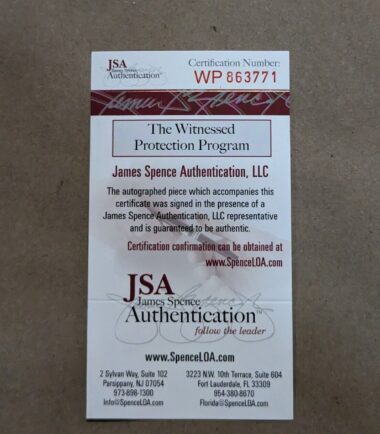 JSA
James Spence
Authentication™
Certification Number:
WP 863771
The Witnessed
Protection Program
James Spence Authentication, LLC
The autographed piece which accompanies this
certificate was signed in the presence of a
James Spence Authentication, LLC representative
and is guaranteed to be authentic.
Certification confirmation can be obtained at
www.SpenceLOA.com
JSA
James Spence
Authentication™
follow the leader
www.SpenceLOA.com
2 Sylvan Way, Suite 102
Parsippany, NJ 07054
973-898-1300
Info@SpenceLOA.com
3223 N.W. 10th Terrace, Suite 604
Fort Lauderdale, FL 33309
954-380-8670
Florida@SpenceLOA.com